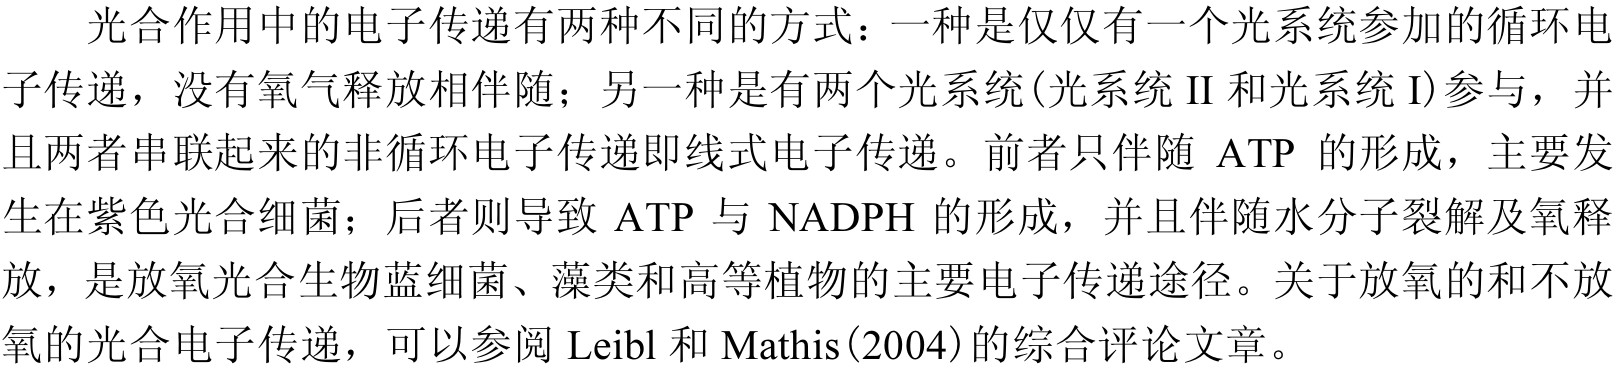 光合作用中的电子传递有两种不同的方式：一种是仅仅有一个光系统参加的循环电
子传递，没有氧气释放相伴随；另一种是有两个光系统(光系统 II 和光系统 I)参与，并
且两者串联起来的非循环电子传递即线式电子传递。前者只伴随 ATP 的形成，主要发
生在紫色光合细菌；后者则导致 ATP 与 NADPH 的形成，并且伴随水分子裂解及氧释
放，是放氧光合生物蓝细菌、藻类和高等植物的主要电子传递途径。关于放氧的和不放
氧的光合电子传递，可以参阅 Leibl 和 Mathis(2004)的综合评论文章。